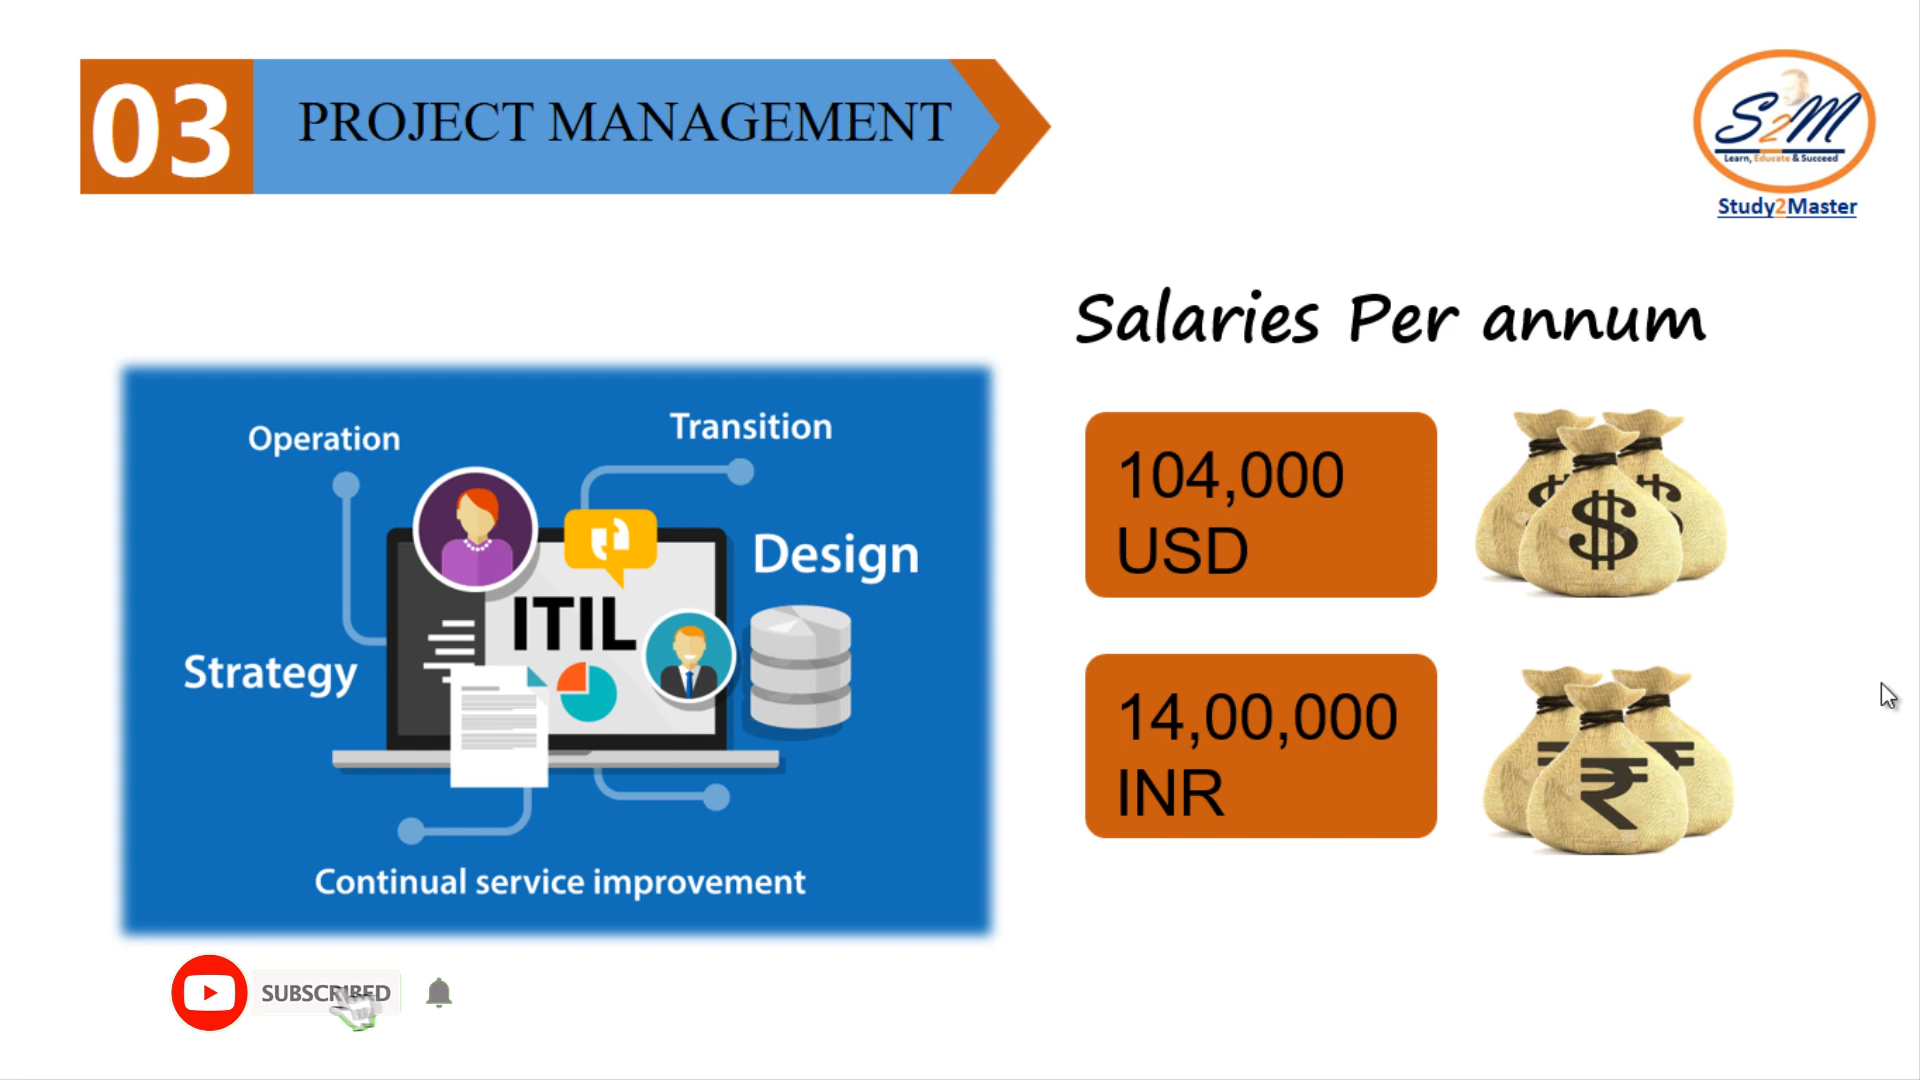 03
PROJECT MANAGEMENT
S2M
Learn, Educate & Succeed
Study2Master
Salaries Per annum
Operation
Transition
Design
ITIL
Strategy
Continual service improvement
104,000
USD
$
14,00,000
INR
₹
SUBSCRIBED